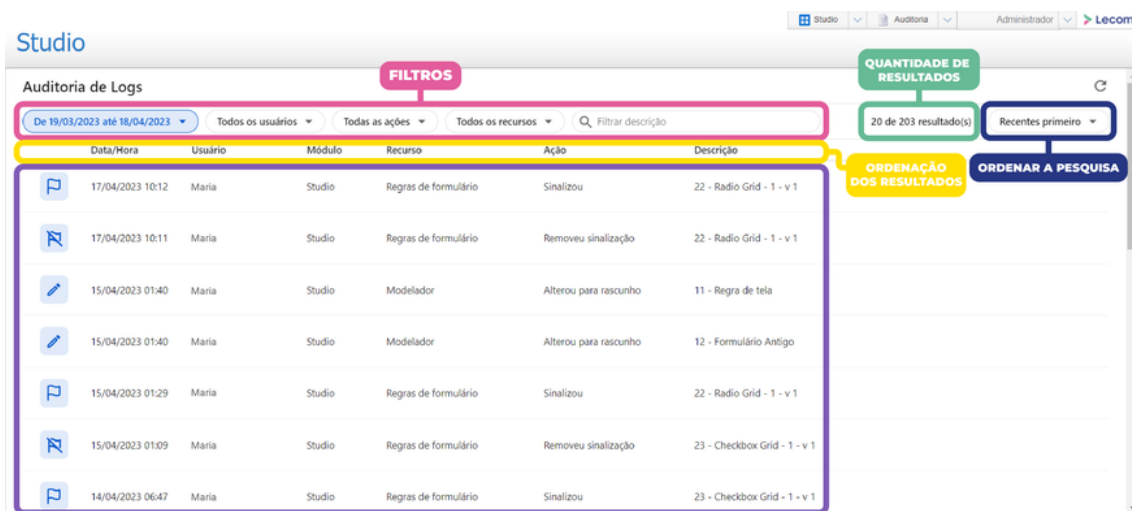 Studio Auditoria Administrador Lecom
Studio
QUANTIDADE DE
RESULTADOS
FILTROS
Auditoria de Logs
De 19/03/2023 até 18/04/2023 Todos os usuários Todas as ações Todos os recursos Filtrar descrição 20 de 203 resultado(s) Recentes primeiro
Data/Hora Usuário Módulo Recurso Ação Descrição
ORDENAÇÃO
DOS RESULTADOS
ORDENAR A PESQUISA
17/04/2023 10:12 Maria Studio Regras de formulário Sinalizou 22 - Radio Grid - 1 - v 1
17/04/2023 10:11 Maria Studio Regras de formulário Removeu sinalização 22 - Radio Grid - 1 - v 1
15/04/2023 01:40 Maria Studio Modelador Alterou para rascunho 11 - Regra de tela
15/04/2023 01:40 Maria Studio Modelador Alterou para rascunho 12 - Formulário Antigo
15/04/2023 01:29 Maria Studio Regras de formulário Sinalizou 22 - Radio Grid - 1 - v 1
15/04/2023 01:09 Maria Studio Regras de formulário Removeu sinalização 23 - Checkbox Grid - 1 - v 1
14/04/2023 06:47 Maria Studio Regras de formulário Sinalizou 23 - Checkbox Grid - 1 - v 1